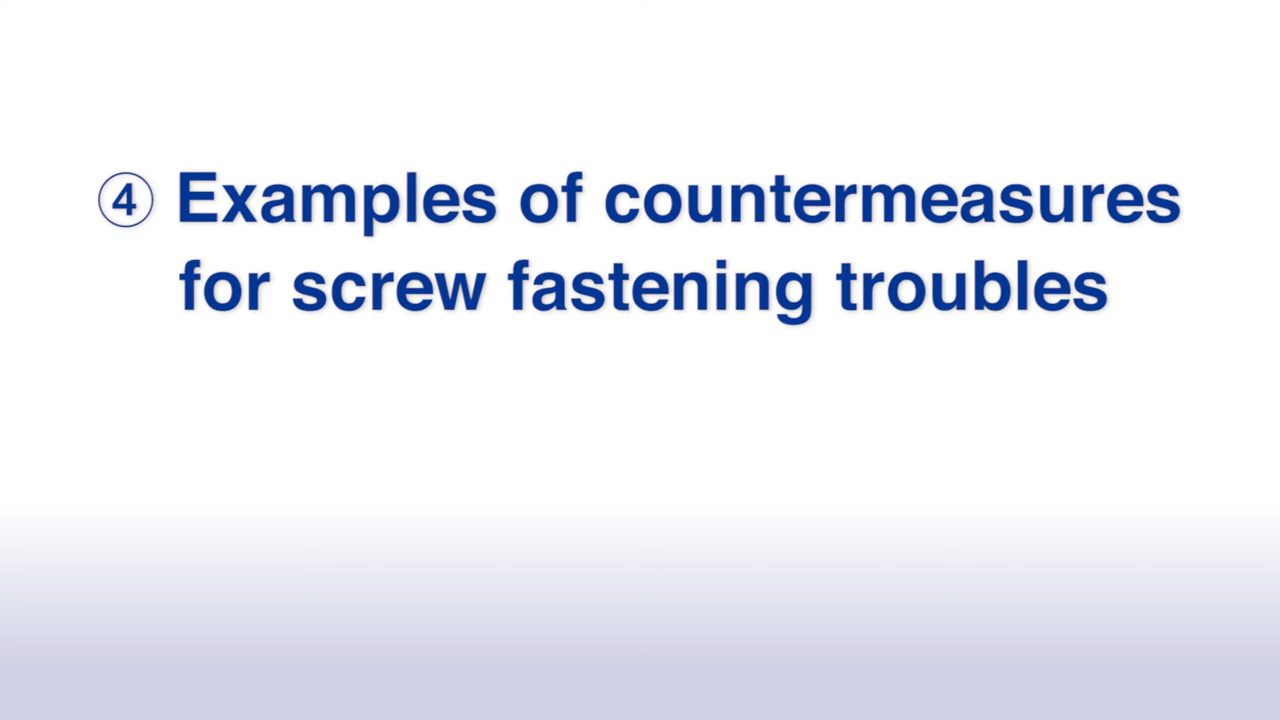 ④ Examples of countermeasures
for screw fastening troubles